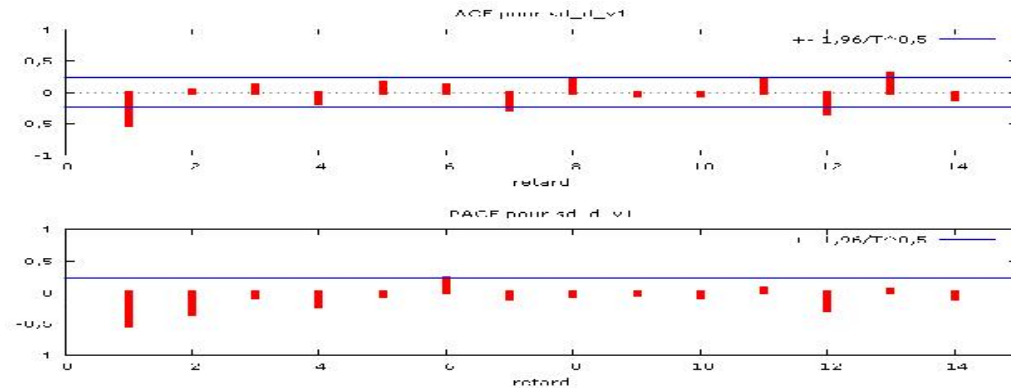 ACF pour sd_d_v1
1
+- 1,96/T^0,5
0,5
0
0,5
-1
0 2 4 6 8 10 12 14
retard
PACF pour sd_d_v1
1
+ 1,96/T^0,5
0,5
0
-0,5
1
0 2 4 6 8 10 12 14
retard